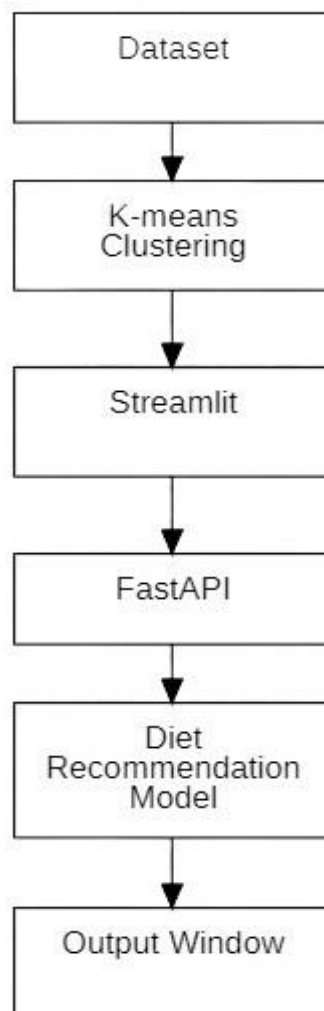 Dataset
K-means
Clustering
Streamlit
FastAPI
Diet
Recommendation
Model
Output Window